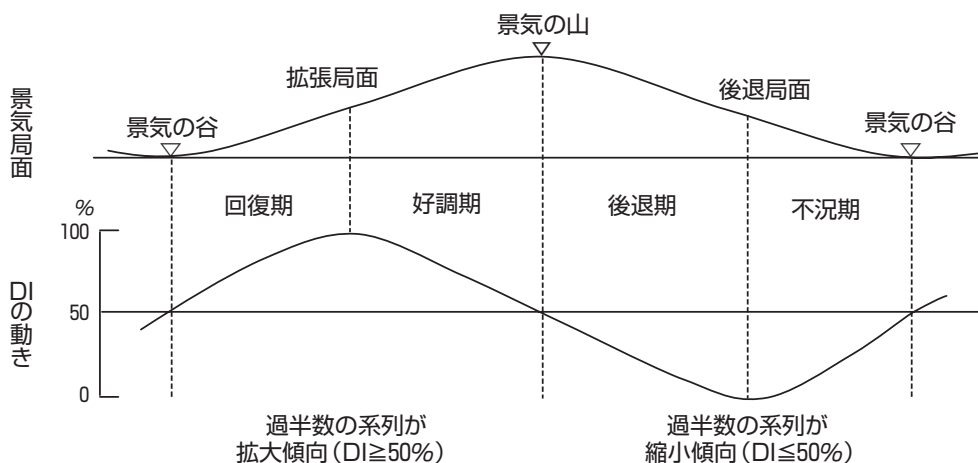 景気の山
拡張局面
後退局面
景気の谷
景気の谷
景気局面
回復期
好調期
後退期
不況期
%
100
50
0
DIの動き
過半数の系列が
拡大傾向(DI≧50%)
過半数の系列が
縮小傾向(DI≦50%)